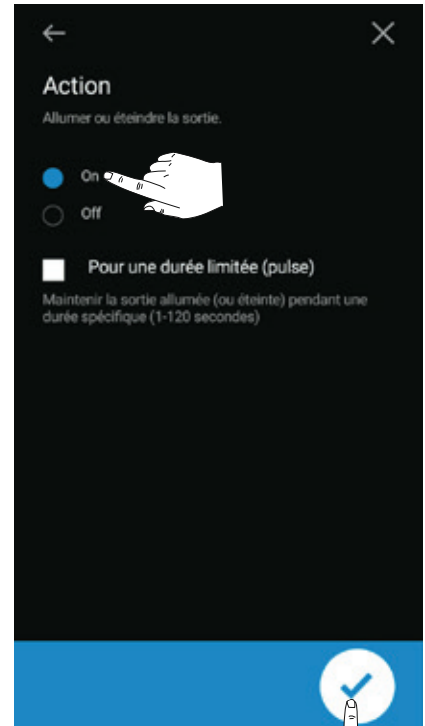 Action
Allumer ou éteindre la sortie.
On
Off
Pour une durée limitée (pulse)
Maintenir la sortie allumée (ou éteinte) pendant une
durée spécifique (1-120 secondes)